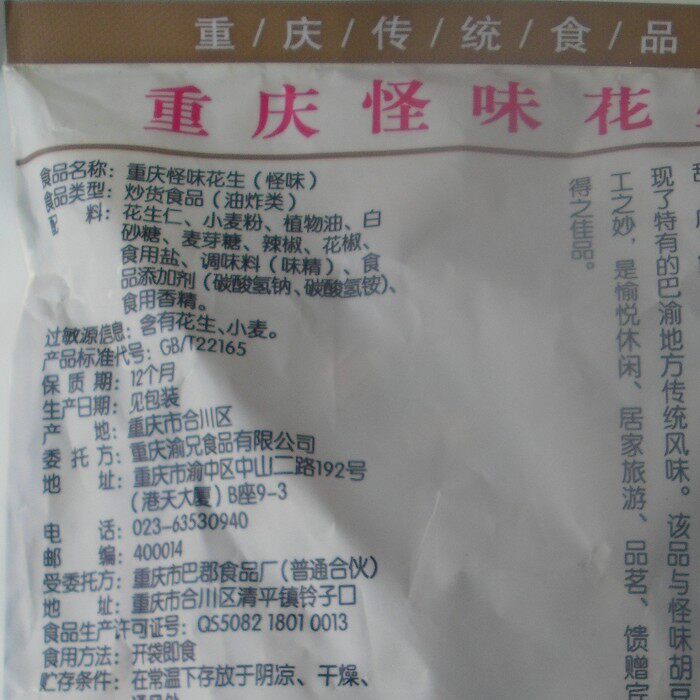 重/庆/传/统/食/品
重庆怪味花
食品名称：重庆怪味花生（怪味）
食品类型：炒货食品（油炸类）
配 料：花生仁、小麦粉、植物油、白
砂糖、麦芽糖、辣椒、花椒、
食用盐、调味料（味精）、食
品添加剂（碳酸氢钠、碳酸氢铵）、
食用香精。
过敏源信息：含有花生、小麦。
产品标准代号：GB/T22165
保 质 期：12个月
生产日期：见包装
产 地：重庆市合川区
委 托 方：重庆渝兄食品有限公司
地 址：重庆市渝中区中山二路192号
（港天大厦）B座9-3
电 话：023-63530940
邮 编：400014
受委托方：重庆市巴郡食品厂（普通合伙）
地 址：重庆市合川区清平镇铃子口
食品生产许可证号：QS5082 1801 0013
食用方法：开袋即食
贮存条件：在常温下存放于阴凉、干燥、
现了特有的巴渝地方传统风味。该品与怪味胡豆
工之妙，是愉悦休闲、居家旅游、品茗、馈赠宾
得之佳品。